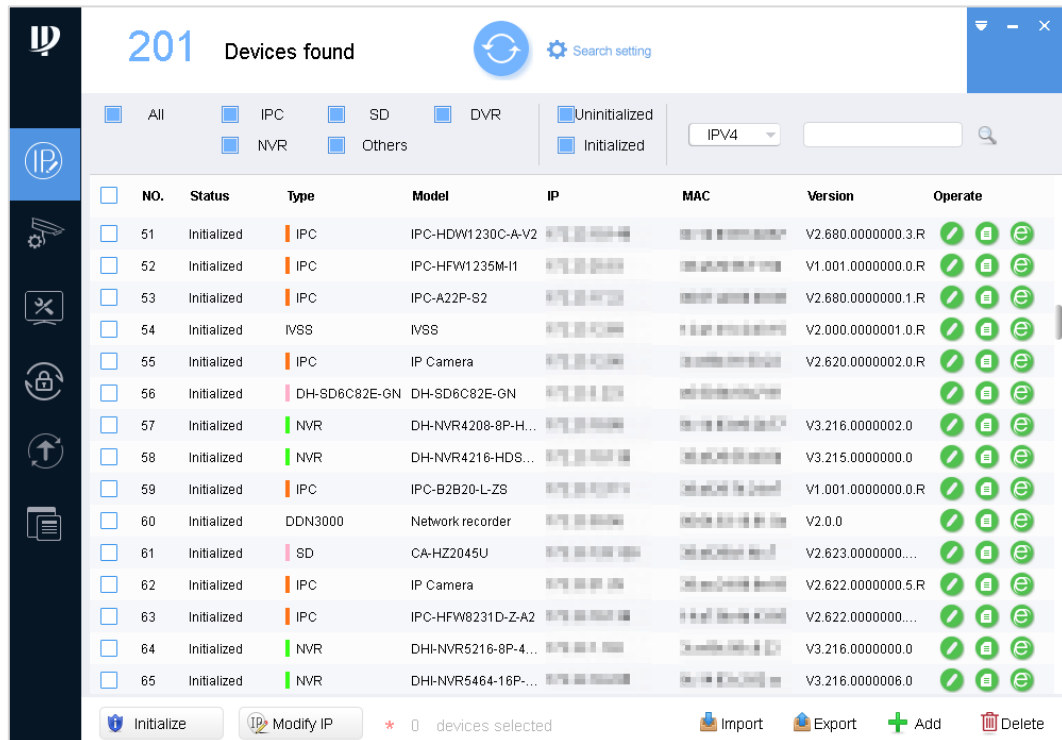 201 Devices found Search setting
All IPC SD DVR Uninitialized
NVR Others Initialized IPV4
NO. Status Type Model IP MAC Version Operate
51 Initialized IPC IPC-HDW1230C-A-V2 V2.680.0000000.3.R
52 Initialized IPC IPC-HFW1235M-I1 V1.001.0000000.0.R
53 Initialized IPC IPC-A22P-S2 V2.680.0000000.1.R
54 Initialized IVSS IVSS V2.000.0000001.0.R
55 Initialized IPC IP Camera V2.620.0000002.0.R
56 Initialized DH-SD6C82E-GN DH-SD6C82E-GN
57 Initialized NVR DH-NVR4208-8P-H... V3.216.0000002.0
58 Initialized NVR DH-NVR4216-HDS... V3.215.0000000.0
59 Initialized IPC IPC-B2B20-L-ZS V1.001.0000000.0.R
60 Initialized DDN3000 Network recorder V2.0.0
61 Initialized SD CA-HZ2045U V2.623.0000000....
62 Initialized IPC IP Camera V2.622.0000000.5.R
63 Initialized IPC IPC-HFW8231D-Z-A2 V2.622.0000000....
64 Initialized NVR DHI-NVR5216-8P-4... V3.216.0000000.0
65 Initialized NVR DHI-NVR5464-16P-... V3.216.0000006.0
Initialize IP Modify IP * 0 devices selected Import Export Add Delete